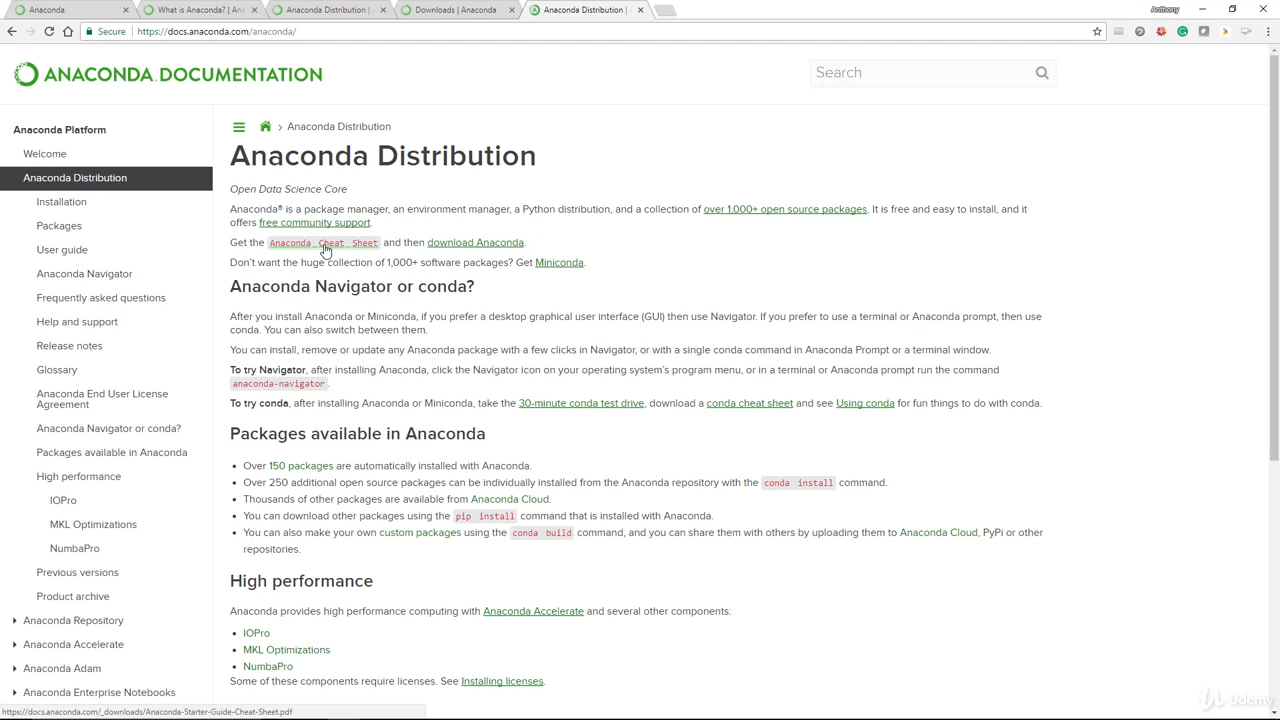 Anaconda
What is Anaconda? | An
Anaconda Distribution | 
Downloads | Anaconda
Anaconda Distribution | 
Anthony
Secure
https://docs.anaconda.com/anaconda/
ANACONDA DOCUMENTATION
Search
Anaconda Platform
Welcome
Anaconda Distribution
Installation
Packages
User guide
Anaconda Navigator
Frequently asked questions
Help and support
Release notes
Glossary
Anaconda End User License
Agreement
Anaconda Navigator or conda?
Packages available in Anaconda
High performance
IOPro
MKL Optimizations
NumbaPro
Previous versions
Product archive
Anaconda Repository
Anaconda Accelerate
Anaconda Adam
Anaconda Enterprise Notebooks
> Anaconda Distribution
Anaconda Distribution
Open Data Science Core
Anaconda® is a package manager, an environment manager, a Python distribution, and a collection of over 1,000+ open source packages. It is free and easy to install, and it
offers free community support.
Get the Anaconda Cheat Sheet and then download Anaconda.
Don't want the huge collection of 1,000+ software packages? Get Miniconda.
Anaconda Navigator or conda?
After you install Anaconda or Miniconda, if you prefer a desktop graphical user interface (GUI) then use Navigator. If you prefer to use a terminal or Anaconda prompt, then use
conda. You can also switch between them.
You can install, remove or update any Anaconda package with a few clicks in Navigator, or with a single conda command in Anaconda Prompt or a terminal window.
To try Navigator, after installing Anaconda, click the Navigator icon on your operating system's program menu, or in a terminal or Anaconda prompt run the command
anaconda-navigator.
To try conda, after installing Anaconda or Miniconda, take the 30-minute conda test drive, download a conda cheat sheet and see Using conda for fun things to do with conda.
Packages available in Anaconda
• Over 150 packages are automatically installed with Anaconda.
• Over 250 additional open source packages can be individually installed from the Anaconda repository with the conda install command.
• Thousands of other packages are available from Anaconda Cloud.
• You can download other packages using the pip install command that is installed with Anaconda.
• You can also make your own custom packages using the conda build command, and you can share them with others by uploading them to Anaconda Cloud, PyPi or other
repositories.
High performance
Anaconda provides high performance computing with Anaconda Accelerate and several other components:
• IOPro
• MKL Optimizations
• NumbaPro
Some of these components require licenses. See Installing licenses.
https://docs.anaconda.com/_downloads/Anaconda-Starter-Guide-Cheat-Sheet.pdf
Udemy